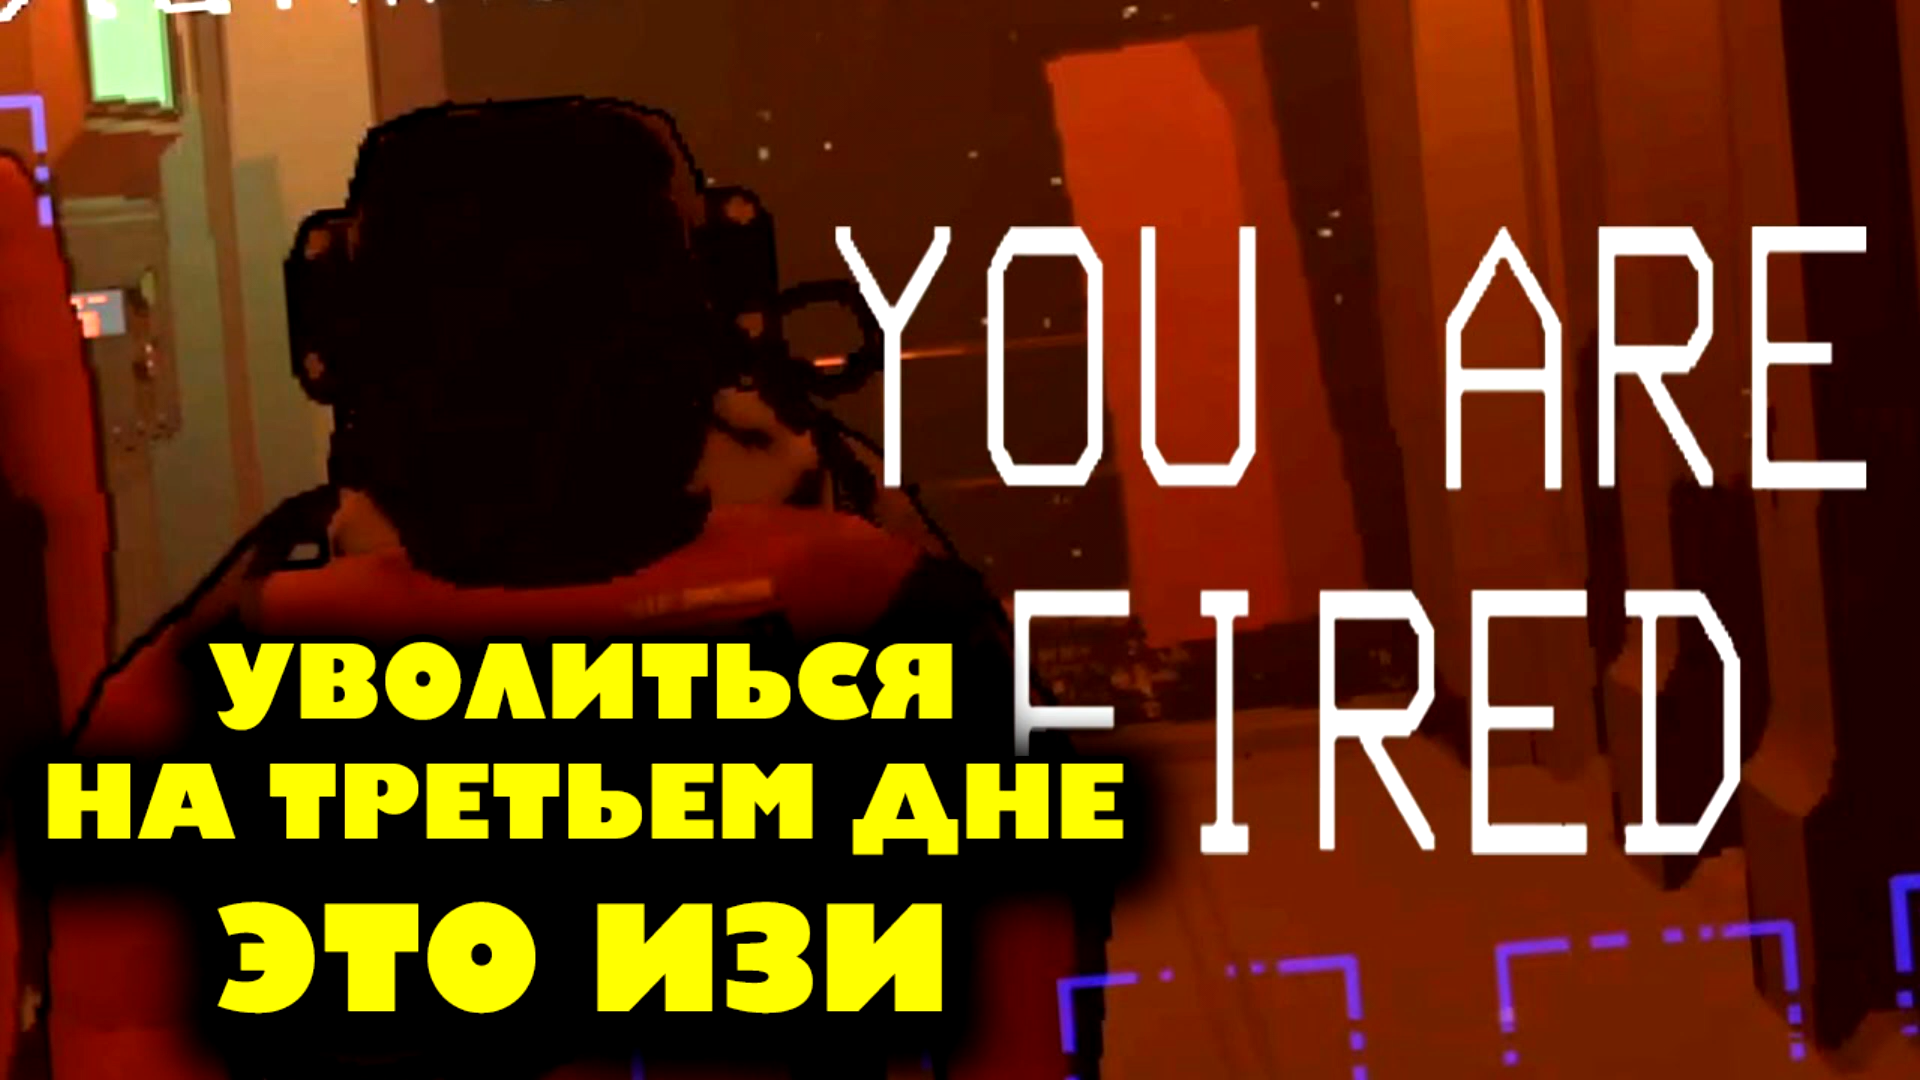 YOU ARE
FIRED
УВОЛИТЬСЯ
НА ТРЕТЬЕМ ДНЕ
ЭТО ИЗИ